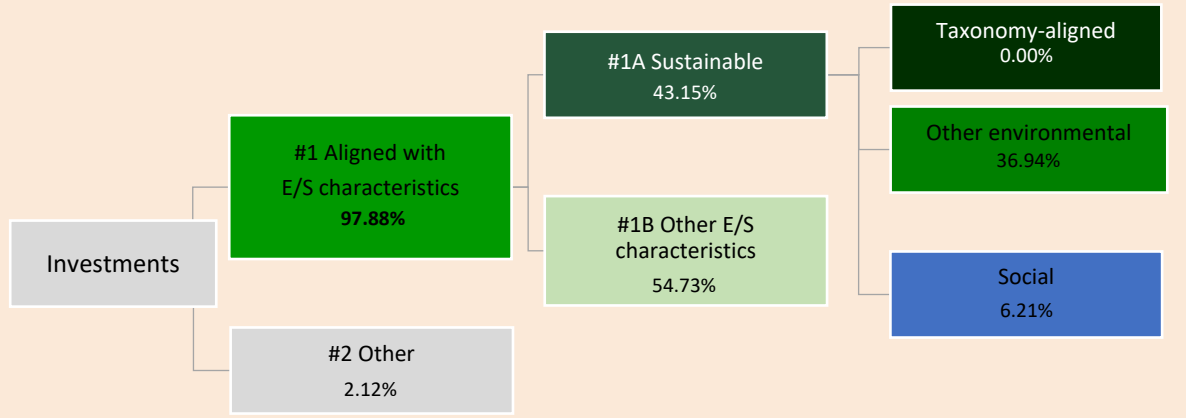 Investments
#1 Aligned with
E/S characteristics
97.88%
#2 Other
2.12%
#1A Sustainable
43.15%
#1B Other E/S
characteristics
54.73%
Taxonomy-aligned
0.00%
Other environmental
36.94%
Social
6.21%